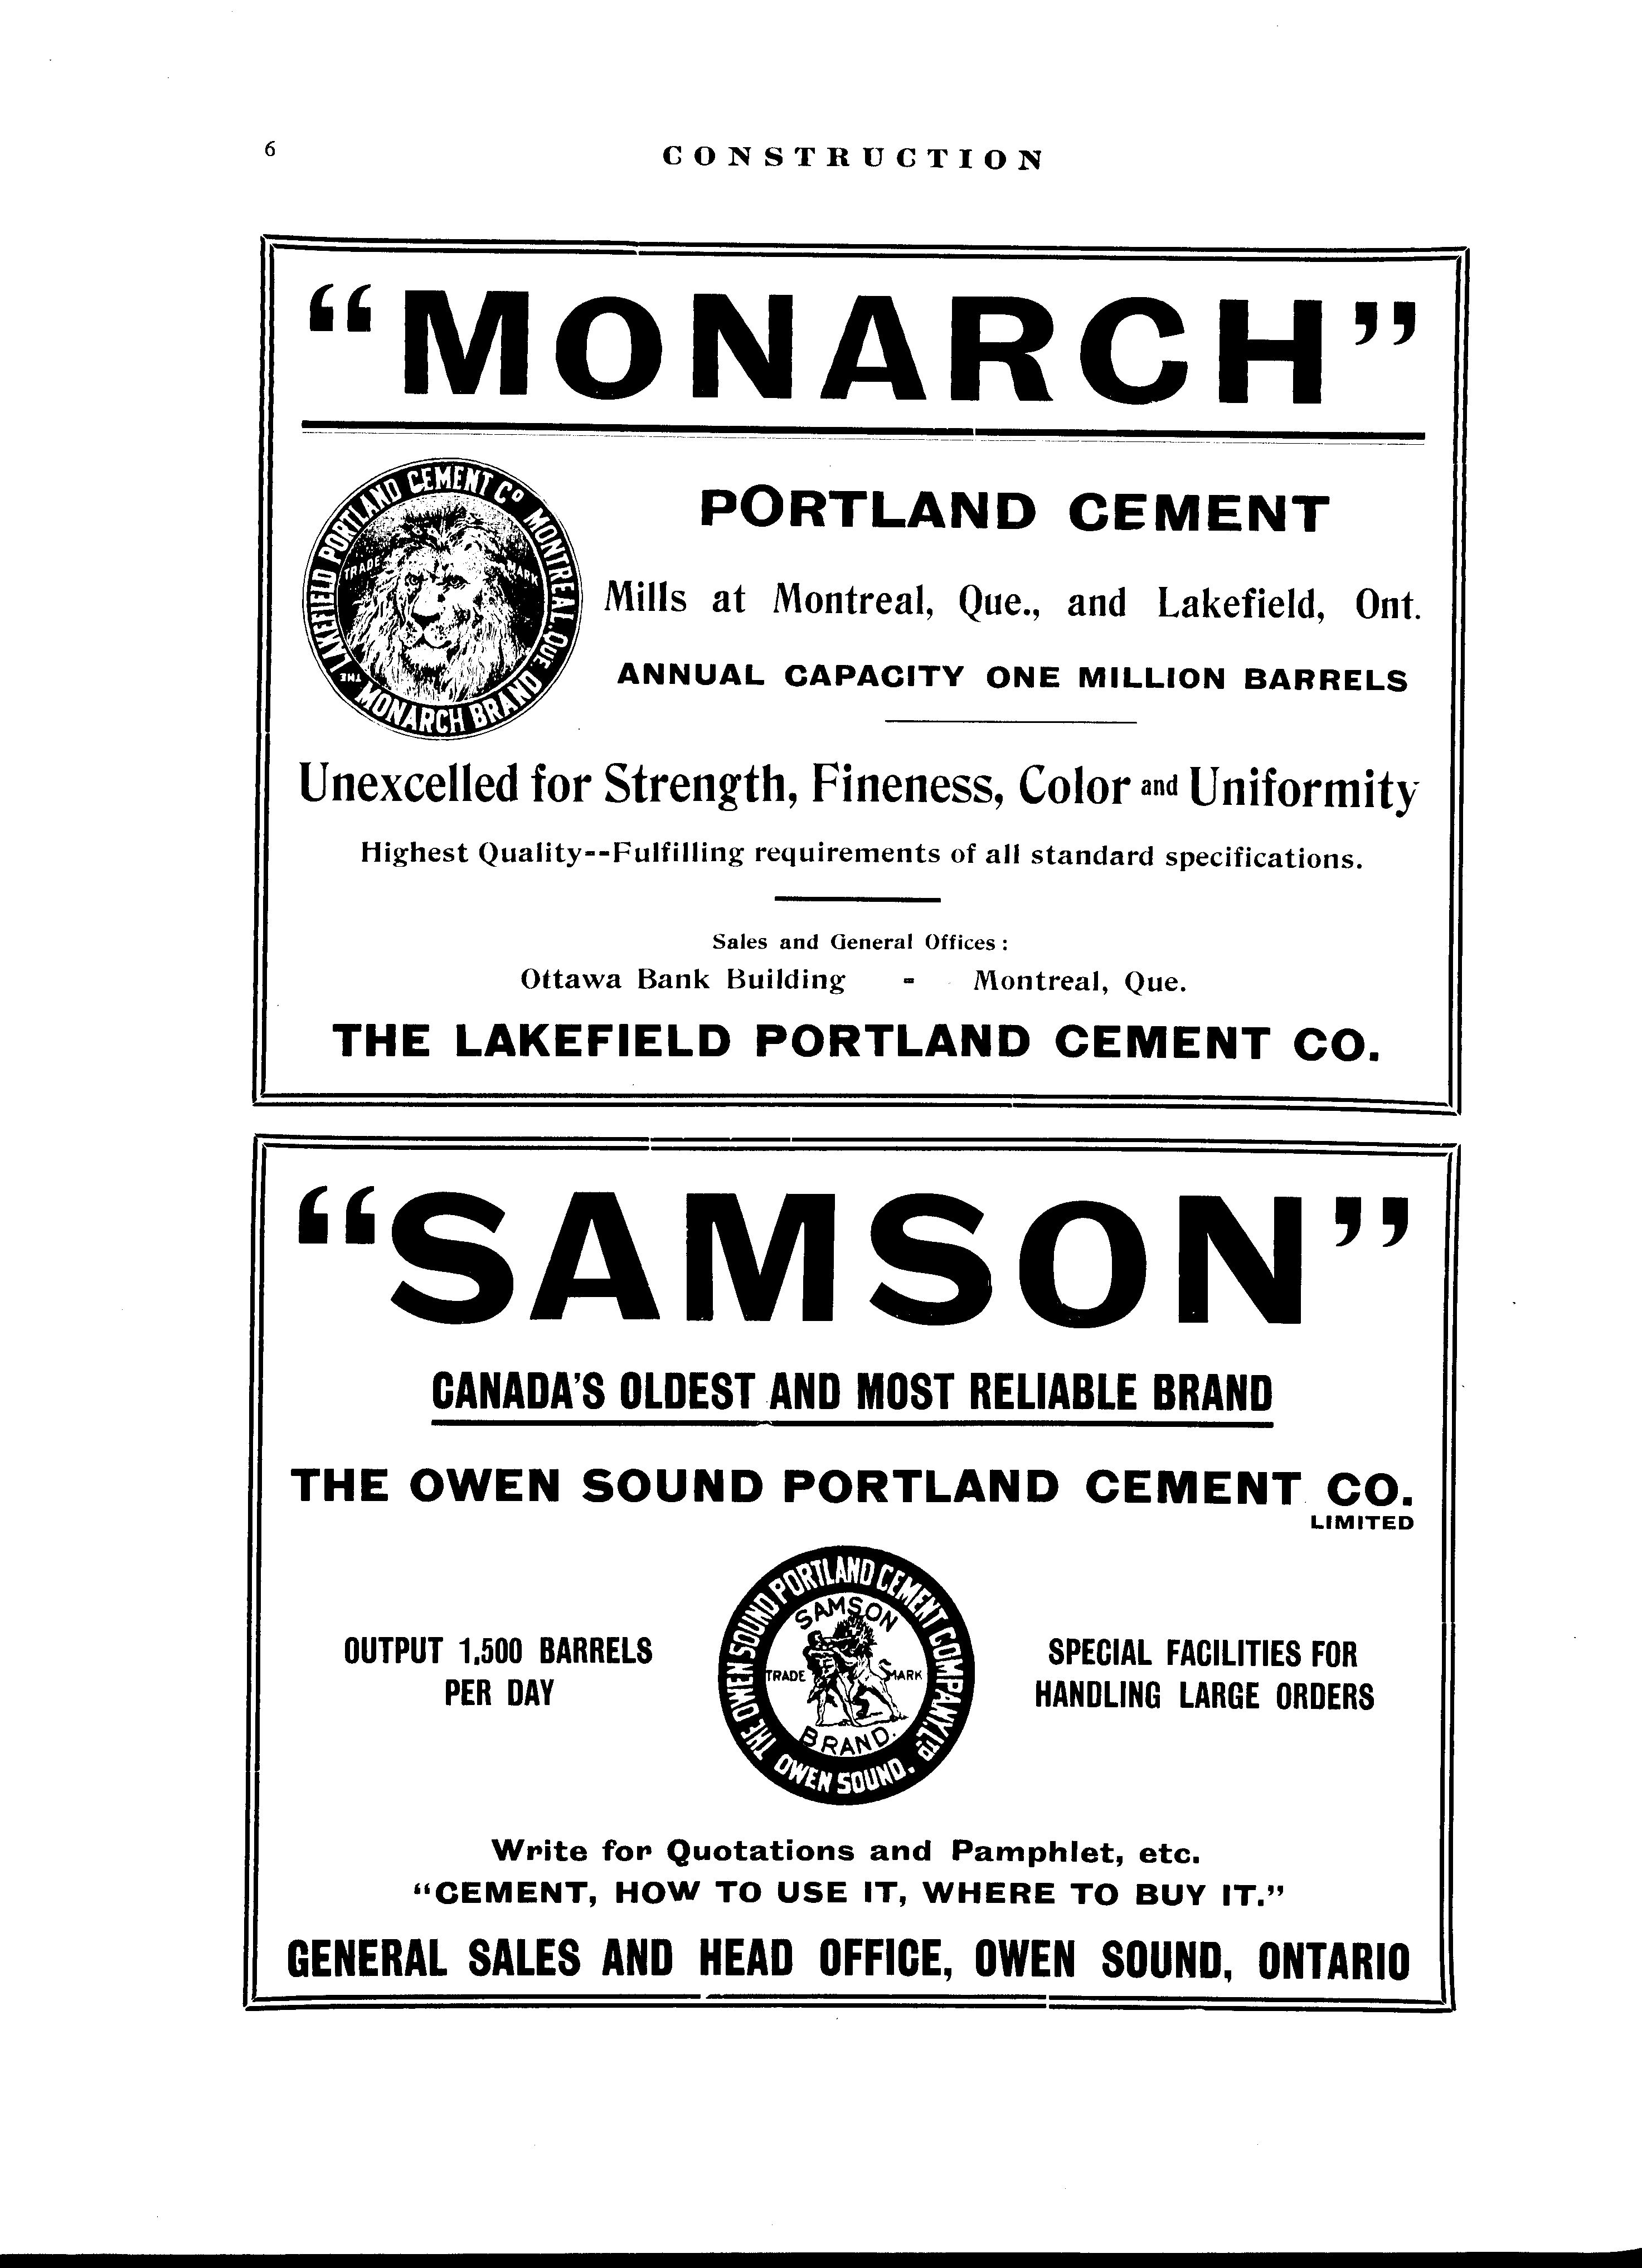 6
CONSTRUCTION
“MONARCH”
THE LAKEFIELD PORTLAND CEMENT Co MONTREAL. QUE
TRADE MARK
MONARCH BRAND
PORTLAND CEMENT
Mills at Montreal, Que., and Lakefield, Ont.
ANNUAL CAPACITY ONE MILLION BARRELS
Unexcelled for Strength, Fineness, Color and Uniformity
Highest Quality--Fulfilling requirements of all standard specifications.
Sales and General Offices:
Ottawa Bank Building - Montreal, Que.
THE LAKEFIELD PORTLAND CEMENT CO.
“SAMSON”
CANADA'S OLDEST AND MOST RELIABLE BRAND
THE OWEN SOUND PORTLAND CEMENT CO.
LIMITED
OUTPUT 1,500 BARRELS
PER DAY
THE OWEN SOUND PORTLAND CEMENT COMPANY. LTD
SAMSON
TRADE MARK
BRAND.
OWEN SOUND.
SPECIAL FACILITIES FOR
HANDLING LARGE ORDERS
Write for Quotations and Pamphlet, etc.
“CEMENT, HOW TO USE IT, WHERE TO BUY IT.”
GENERAL SALES AND HEAD OFFICE, OWEN SOUND, ONTARIO